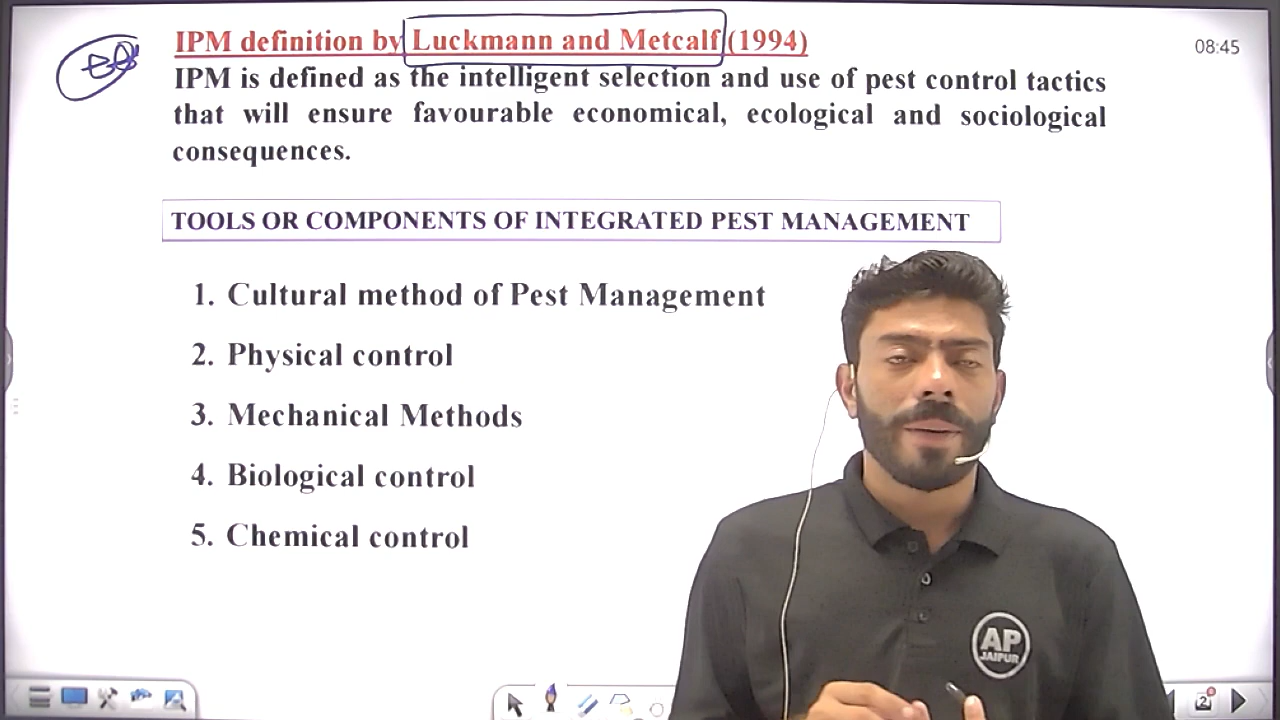 IPM definition by Luckmann and Metcalf (1994)
08:45
IPM is defined as the intelligent selection and use of pest control tactics
that will ensure favourable economical, ecological and sociological
consequences.
TOOLS OR COMPONENTS OF INTEGRATED PEST MANAGEMENT
1. Cultural method of Pest Management
2. Physical control
3. Mechanical Methods
4. Biological control
5. Chemical control
AP
JAIPUR
2